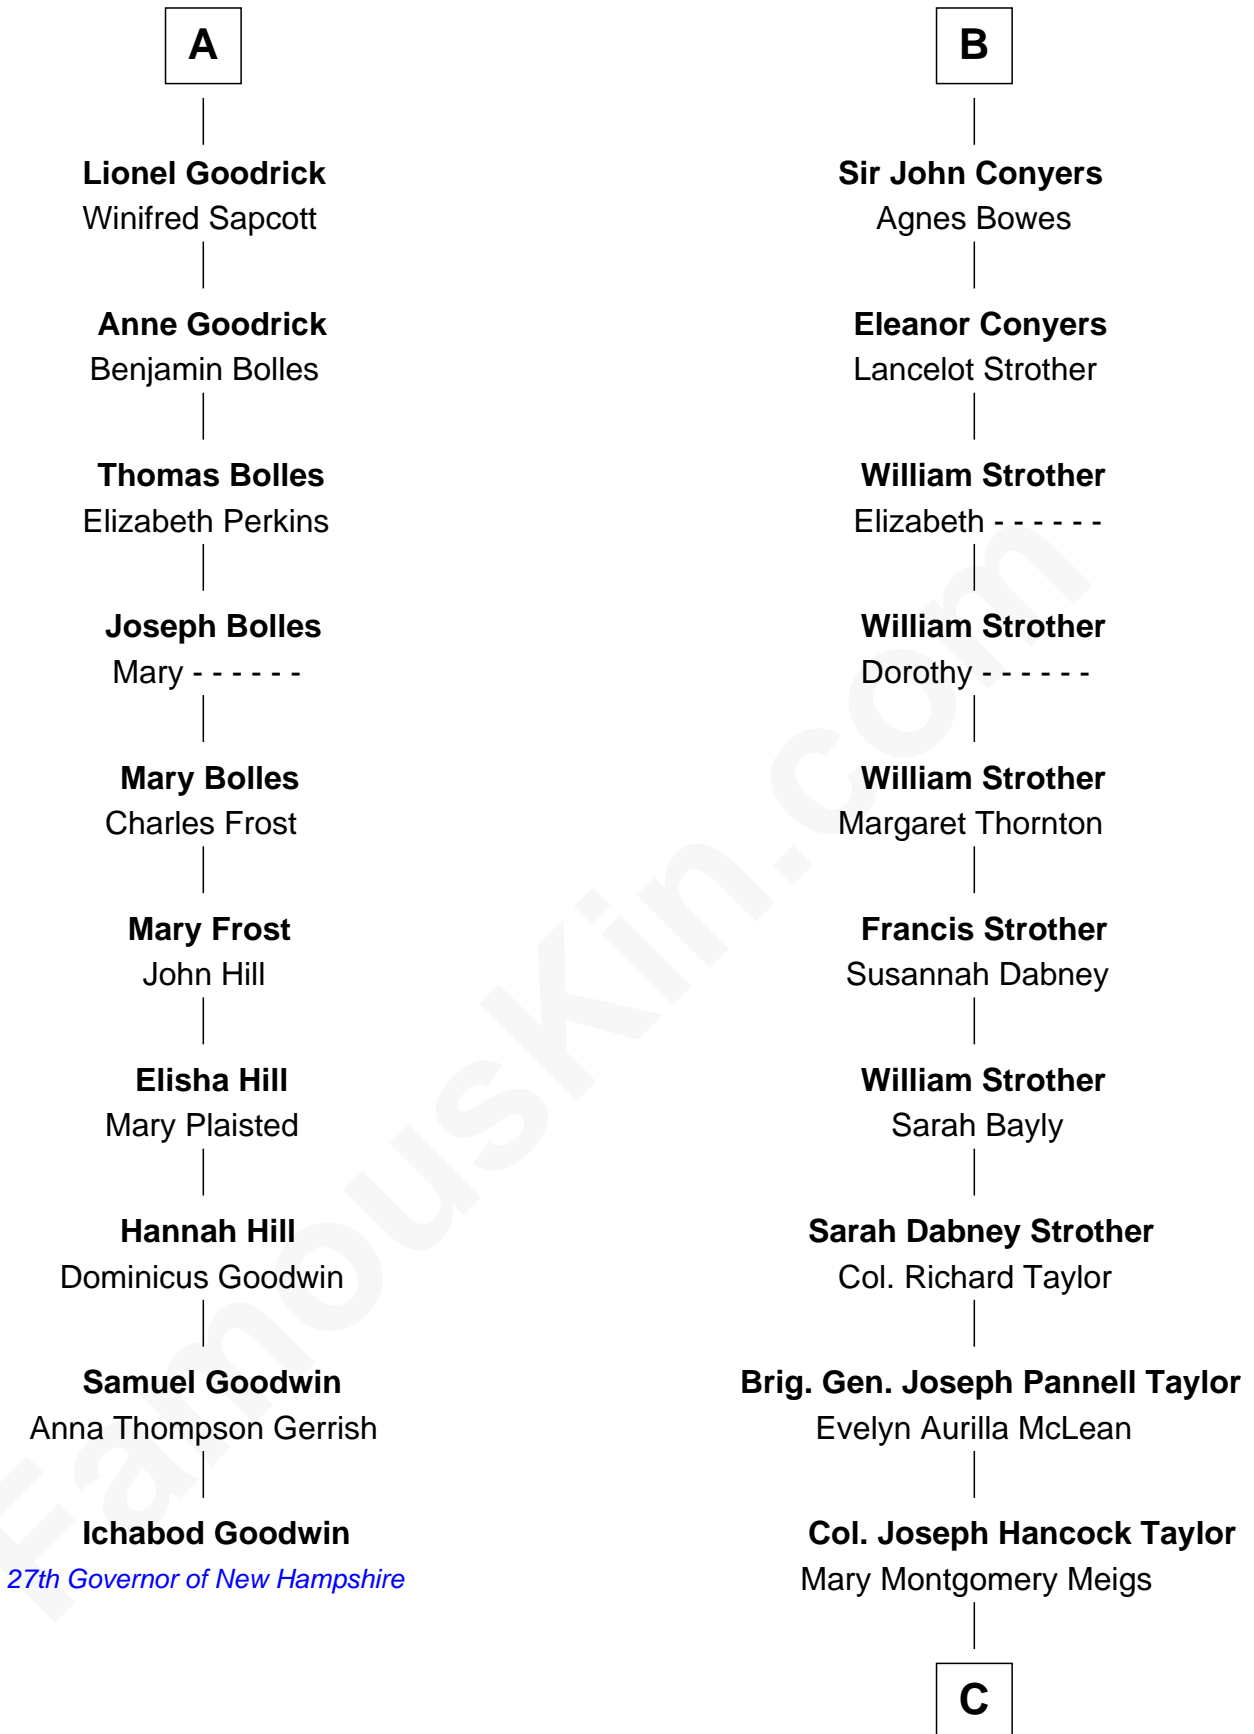 A
Lionel Goodrick
Winifred Sapcott
Anne Goodrick
Benjamin Bolles
Thomas Bolles
Elizabeth Perkins
Joseph Bolles
Mary - - - - - -
Mary Bolles
Charles Frost
Mary Frost
John Hill
Elisha Hill
Mary Plaisted
Hannah Hill
Dominicus Goodwin
Samuel Goodwin
Anna Thompson Gerrish
Ichabod Goodwin
27th Governor of New Hampshire
B
Sir John Conyers
Agnes Bowes
Eleanor Conyers
Lancelot Strother
William Strother
Elizabeth - - - - - -
William Strother
Dorothy - - - - - -
William Strother
Margaret Thornton
Francis Strother
Susannah Dabney
William Strother
Sarah Bayly
Sarah Dabney Strother
Col. Richard Taylor
Brig. Gen. Joseph Pannell Taylor
Evelyn Aurilla McLean
Col. Joseph Hancock Taylor
Mary Montgomery Meigs
C
FamousKin.com